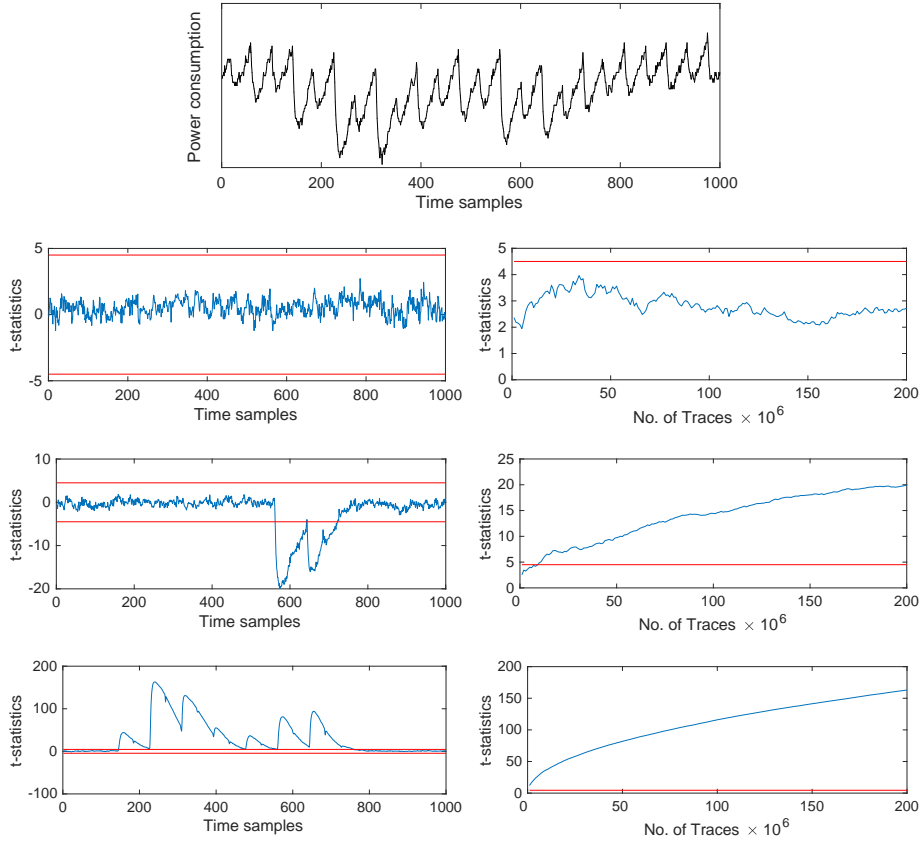 Power consumption
0 200 400 600 800 1000
Time samples
5
0
-5
t-statistics
0 200 400 600 800 1000
Time samples
5
4
3
2
1
0
t-statistics
0 50 100 150 200
No. of Traces × 10^6
10
0
-10
-20
t-statistics
0 200 400 600 800 1000
Time samples
25
20
15
10
5
0
t-statistics
0 50 100 150 200
No. of Traces × 10^6
200
100
0
-100
t-statistics
0 200 400 600 800 1000
Time samples
200
150
100
50
0
t-statistics
50 100 150 200
No. of Traces × 10^6